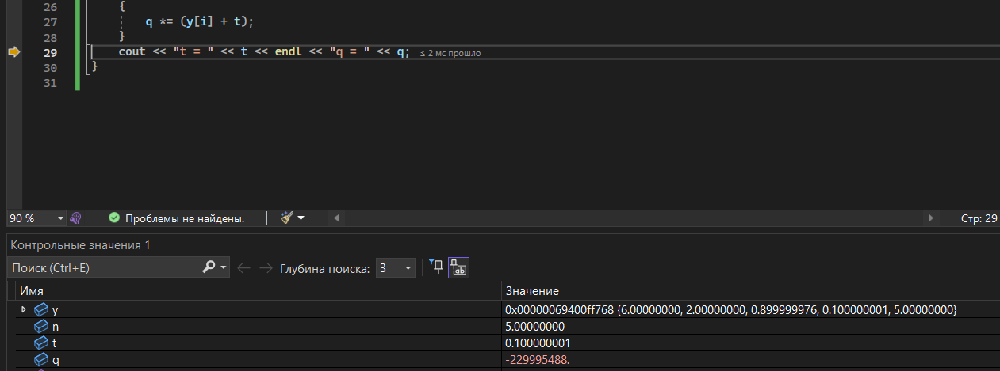 26 {
27 q *= (y[i] + t);
28 }
29 cout << "t = " << t << endl << "q = " << q; ≤ 2 мс прошло
30 }
31
90 % Проблемы не найдены. Стр: 29
Контрольные значения 1
Поиск (Ctrl+E) Глубина поиска: 3
Имя Значение
y 0x00000069400ff768 {6.00000000, 2.00000000, 0.899999976, 0.100000001, 5.00000000}
n 5.00000000
t 0.100000001
q -229995488.